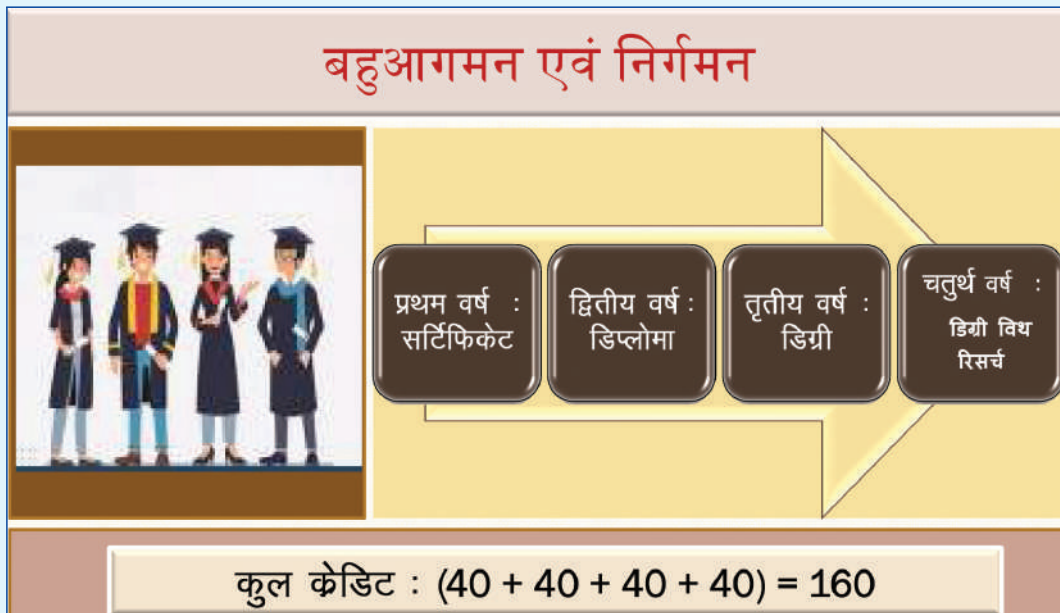 बहुआगमन एवं निर्गमन
प्रथम वर्ष :
सर्टिफिकेट
द्वितीय वर्ष :
डिप्लोमा
तृतीय वर्ष :
डिग्री
चतुर्थ वर्ष :
डिग्री विथ
रिसर्च
कुल क्रेडिट : (40 + 40 + 40 + 40) = 160